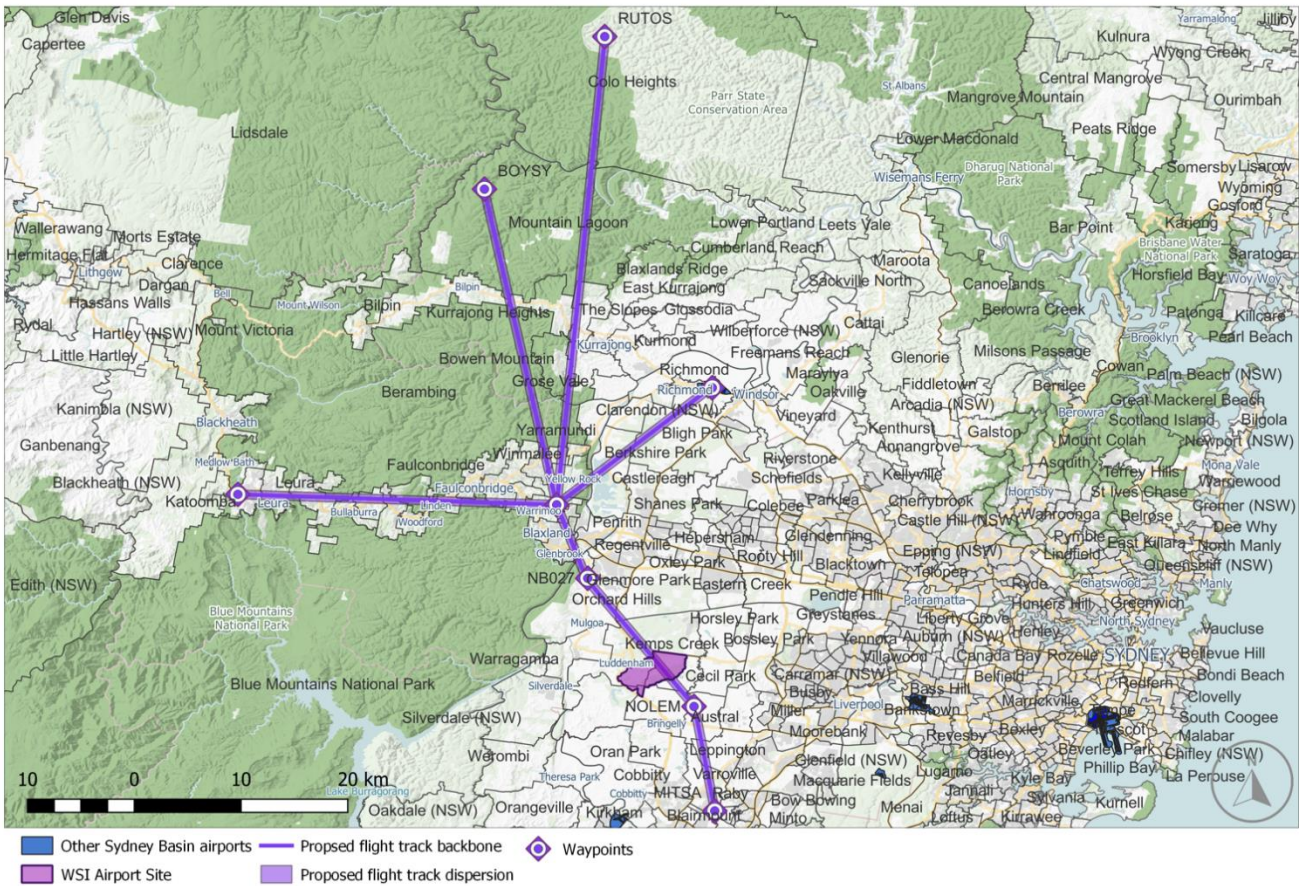 Glen Davis
RUTOS
Yarramalong
Jilliby
Capertee
Kulnura
Wyong Creek
Colo Heights
Parr State
Conservation Area
St Albans
Central Mangrove
Mangrove Mountain
Ourimbah
Lidsdale
Lower Macdonald
Peats Ridge
BOYSY
Dharug National
Park
Somersby
Lisarow
Wisemans Ferry
Wyoming
Gosford
Wallerawang
Morts Estate
Mountain Lagoon
Lower Portland
Leets Vale
Bar Point
Kariong
Hermitage Flat
Clarence
Cumberland Reach
Brisbane Water
National Park
Saratoga
Lithgow
Dargan
Blaxlands Ridge
Maroota
Horsfield Bay
Woy Woy
Hassans Walls
Bell
Mount Wilson
Bilpin
Bilpin
East Kurrajong
Sackville North
Canoelands
Rydal
Hartley (NSW)
Mount Victoria
Kurrajong Heights
The Slopes
Glossodia
Cattai
Berowra Creek
Patonga
Killcare
Little Hartley
Kurrajong
Kurmond
Wilberforce (NSW)
Milsons Passage
Brooklyn
Pearl Beach
Bowen Mountain
Freemans Reach
Glenorie
Cowan
Kanimbla (NSW)
Berambing
Grose Vale
Richmond
Maraylya
Fiddletown
Berrilee
Palm Beach (NSW)
Richmond
Windsor
Oakville
Arcadia (NSW)
Berowra
Great Mackerel Beach
Blackheath
Clarendon (NSW)
Vineyard
Kenthurst
Galston
Scotland Island
Bilgola
Ganbenang
Yarramundi
Bligh Park
Annangrove
Mount Colah
Newport (NSW)
Medlow Bath
Faulconbridge
Winmalee
Berkshire Park
Riverstone
Kellyville
Asquith
Terrey Hills
Mona Vale
Blackheath (NSW)
Leura
Yellow Rock
Castlereagh
Schofields
Hornsby
St Ives Chase
Warriewood
Katoomba
Leura
Faulconbridge
Linden
Shanes Park
Colebee
Parklea
Cherrybrook
Wahroonga
Belrose
Cromer (NSW)
Bullaburra
Woodford
Warrimoo
Penrith
Castle Hill (NSW)
Dee Why
Blaxland
Regentville
Hebersham
Glendenning
Pymble
East Killara
North Manly
Glenbrook
Oxley Park
Rooty Hill
Epping (NSW)
Lindfield
Queenscliff (NSW)
Edith (NSW)
NB027
Glenmore Park
Eastern Creek
Blacktown
Telopea
Ryde
Chatswood
Manly
Orchard Hills
Pendle Hill
Parramatta
Hunters Hill
Greenwich
Blue Mountains
National Park
Mulgoa
Horsley Park
Greystanes
Liberty Grove
North Sydney
Vaucluse
Kemps Creek
Bossley Park
Yennora
Auburn (NSW)
Henley
Warragamba
Luddenham
Villawood
Canada Bay
Rozelle
SYDNEY
Bellevue Hill
Blue Mountains National Park
Silverdale
Cecil Park
Carramar (NSW)
Belfield
Redfern
Bondi Beach
Busby
Bass Hill
Clovelly
Silverdale (NSW)
NOLEM
Bringelly
Austral
Miller
Liverpool
Bankstown
Marrickville
South Coogee
Werombi
Oran Park
Leppington
Moorebank
Revesby
Bexley
Malabar
Theresa Park
Cobbitty
Varroville
Glenfield (NSW)
Oatley
Beverley Park
Chifley (NSW)
Macquarie Fields
Lugarno
Kyle Bay
Phillip Bay
La Perouse
Lake Burragorang
Cobbitty
MITSA
Raby
Bow Bowing
Jannali
Sylvania
Kurnell
Oakdale (NSW)
Orangeville
Kirkham
Blairmount
Minto
Menai
Loftus
Kirrawee
N
10 0 10 20 km
Other Sydney Basin airports
Propsed flight track backbone
Waypoints
WSI Airport Site
Proposed flight track dispersion